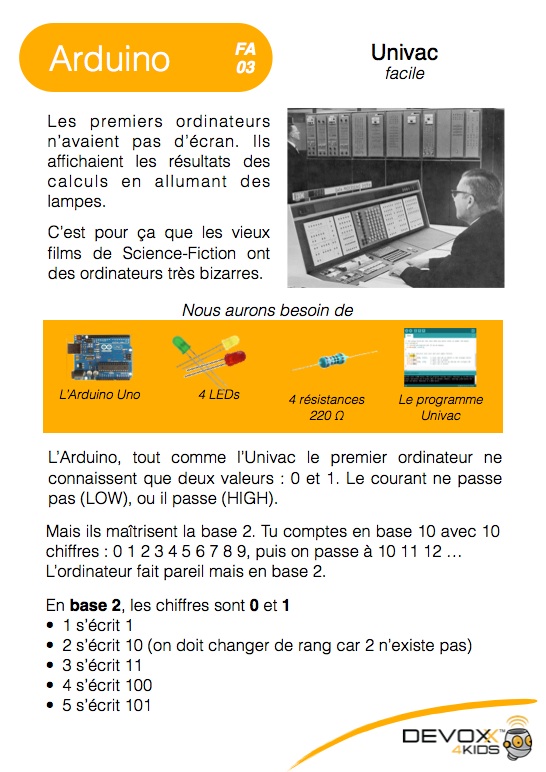 Arduino
FA
03
Univac
facile
Les premiers ordinateurs
n'avaient pas d'écran. Ils
affichaient les résultats des
calculs en allumant des
lampes.
C'est pour ça que les vieux
films de Science-Fiction ont
des ordinateurs très bizarres.
Nous aurons besoin de
L'Arduino Uno
4 LEDs
4 résistances
220 Ω
Le programme
Univac
L'Arduino, tout comme l'Univac le premier ordinateur ne
connaissent que deux valeurs : 0 et 1. Le courant ne passe
pas (LOW), ou il passe (HIGH).
Mais ils maîtrisent la base 2. Tu comptes en base 10 avec 10
chiffres : 0 1 2 3 4 5 6 7 8 9, puis on passe à 10 11 12 …
L'ordinateur fait pareil mais en base 2.
En base 2, les chiffres sont 0 et 1
• 1 s'écrit 1
• 2 s'écrit 10 (on doit changer de rang car 2 n'existe pas)
• 3 s'écrit 11
• 4 s'écrit 100
• 5 s'écrit 101
DEVOXX™
4KIDS